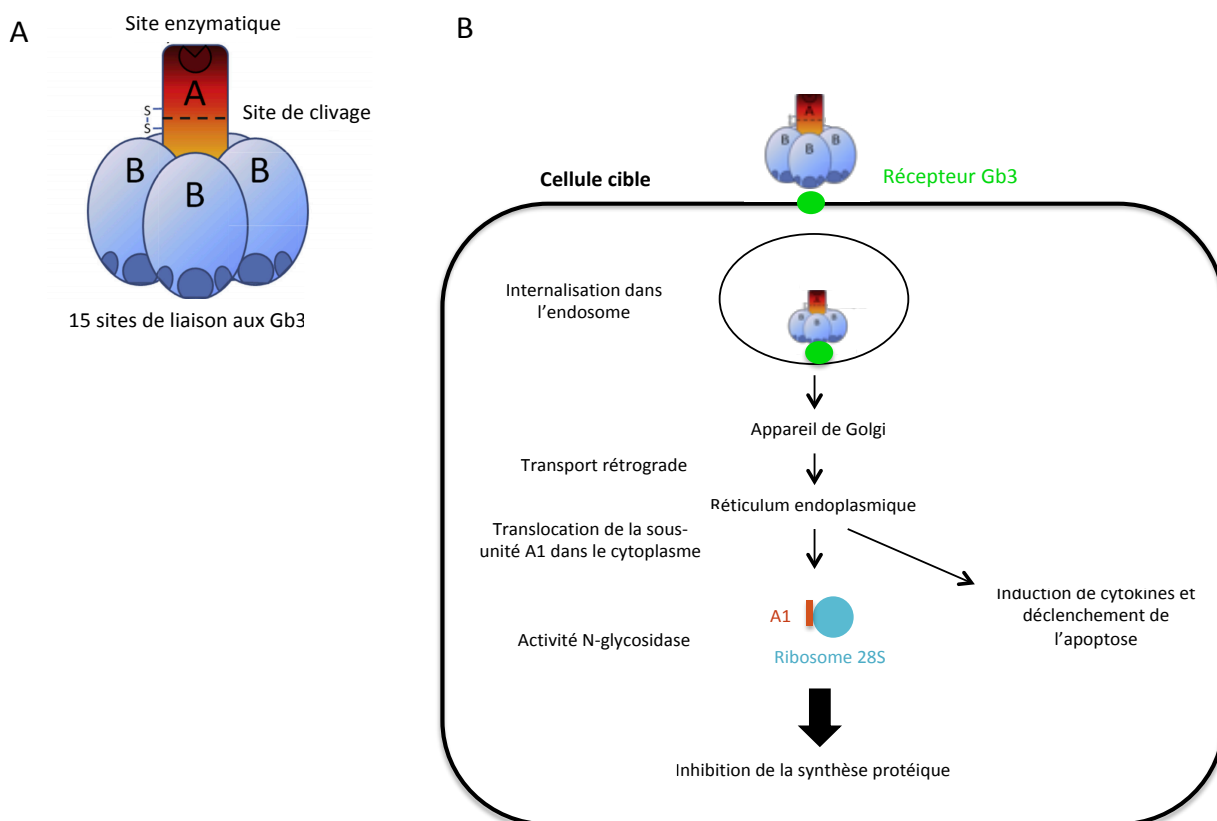 A
Site enzymatique
A
S
S
Site de clivage
B
B
B
15 sites de liaison aux Gb3
B
A
B
B
B
Récepteur Gb3
Cellule cible
Internalisation dans
l’endosome
A
B
B
B
Appareil de Golgi
Transport rétrograde
Réticulum endoplasmique
Translocation de la sous-
unité A1 dans le cytoplasme
Induction de cytokines et
déclenchement de
l’apoptose
A1
Activité N-glycosidase
Ribosome 28S
Inhibition de la synthèse protéique